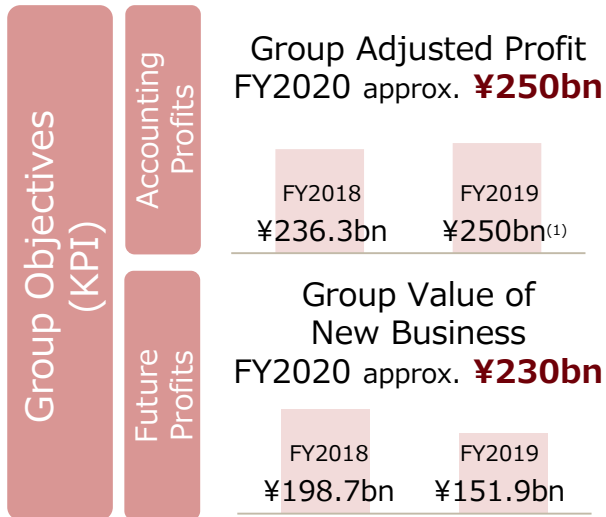 Group Objectives
(KPI)
Accounting
Profits
Group Adjusted Profit
FY2020 approx. ¥250bn
FY2018
¥236.3bn
FY2019
¥250bn(1)
Future
Profits
Group Value of
New Business
FY2020 approx. ¥230bn
FY2018
¥198.7bn
FY2019
¥151.9bn